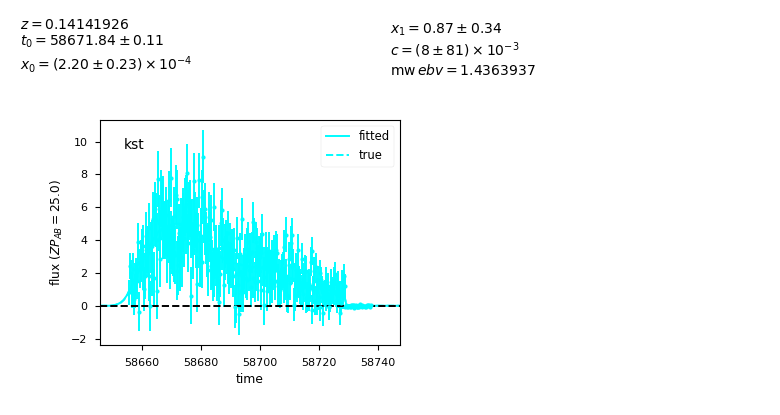 z = 0.14141926
t₀ = 58671.84 ± 0.11
x₀ = (2.20 ± 0.23) × 10⁻⁴
x₁ = 0.87 ± 0.34
c = (8 ± 81) × 10⁻³
mw ebv = 1.4363937
kst
fitted
true
flux (ZP_AB = 25.0)
10
8
6
4
2
0
−2
58660 58680 58700 58720 58740
time